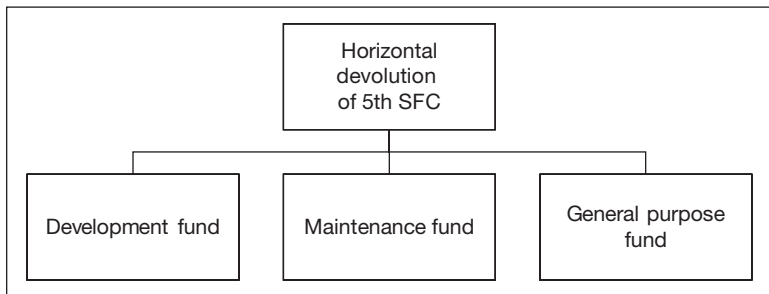 Horizontal
devolution
of 5th SFC
Development fund
Maintenance fund
General purpose
fund